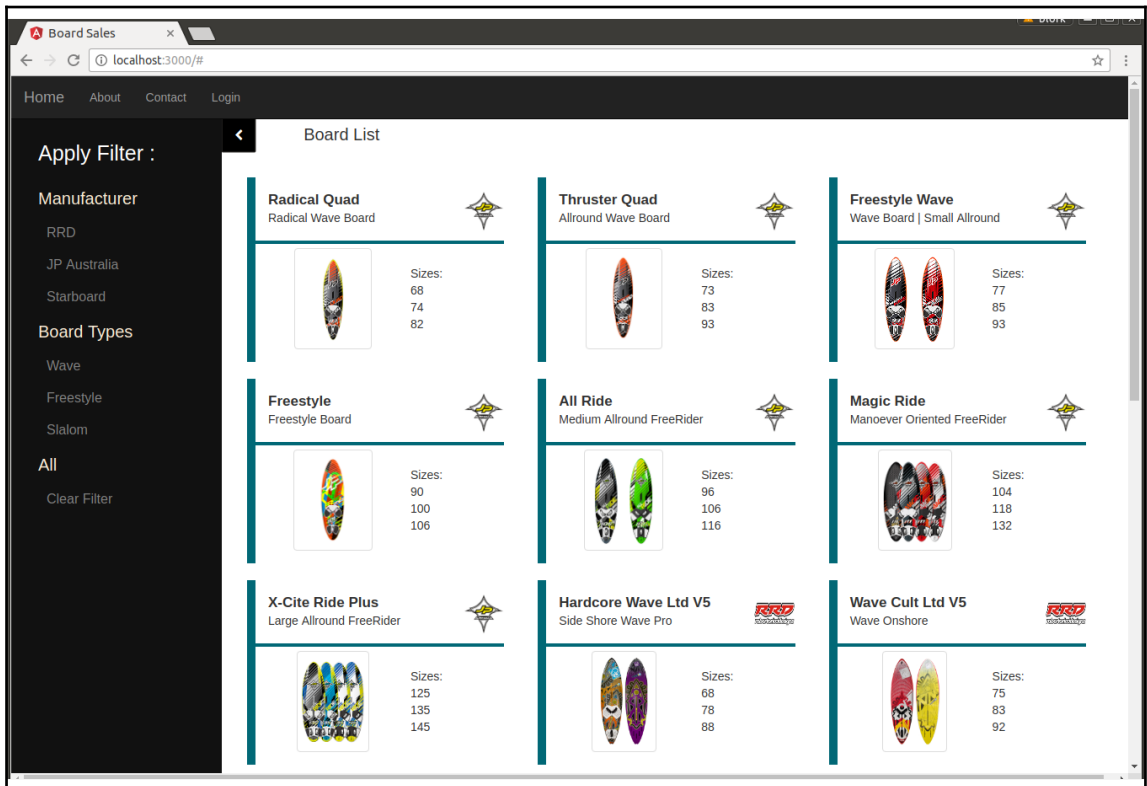 Board Sales
localhost:3000/#
Home About Contact Login
Apply Filter :
Manufacturer
RRD
JP Australia
Starboard
Board Types
Wave
Freestyle
Slalom
All
Clear Filter
Board List
Radical Quad
Radical Wave Board
Sizes:
68
74
82
Thruster Quad
Allround Wave Board
Sizes:
73
83
93
Freestyle Wave
Wave Board | Small Allround
Sizes:
77
85
93
Freestyle
Freestyle Board
Sizes:
90
100
106
All Ride
Medium Allround FreeRider
Sizes:
96
106
116
Magic Ride
Manoever Oriented FreeRider
Sizes:
104
118
132
X-Cite Ride Plus
Large Allround FreeRider
Sizes:
125
135
145
Hardcore Wave Ltd V5
Side Shore Wave Pro
RRD
Sizes:
68
78
88
Wave Cult Ltd V5
Wave Onshore
RRD
Sizes:
75
83
92